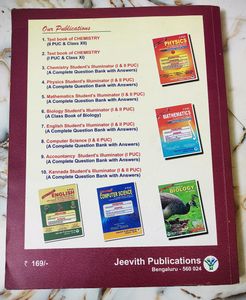 Our Publications
1. Text book of CHEMISTRY
(II PUC & Class XII)
2. Text book of CHEMISTRY
(I PUC & Class XI)
3. Chemistry Student's Illuminator (I & II PUC)
(A Complete Question Bank with Answers)
4. Physics Student's Illuminator (I & II PUC)
(A Complete Question Bank with Answers)
5. Mathematics Student's Illuminator (I & II PUC)
(A Complete Question Bank with Answers)
6. Biology Student's Illuminator (I & II PUC)
(A Class Book of Biology)
7. English Student's Illuminator (I & II PUC)
(A Complete Question Bank with Answers)
8. Computer Science (I & II PUC)
(A Complete Question Bank with Answers)
9. Accountancy Student's Illuminator (I PUC)
(A Complete Question Bank with Answers)
10. Kannada Student's Illuminator (I & II PUC)
(A Complete Question Bank with Answers)
PHYSICS
MATHEMATICS
ENGLISH
COMPUTER SCIENCE
BIOLOGY
₹ 169/-
Jeevith Publications
Bengaluru - 560 024